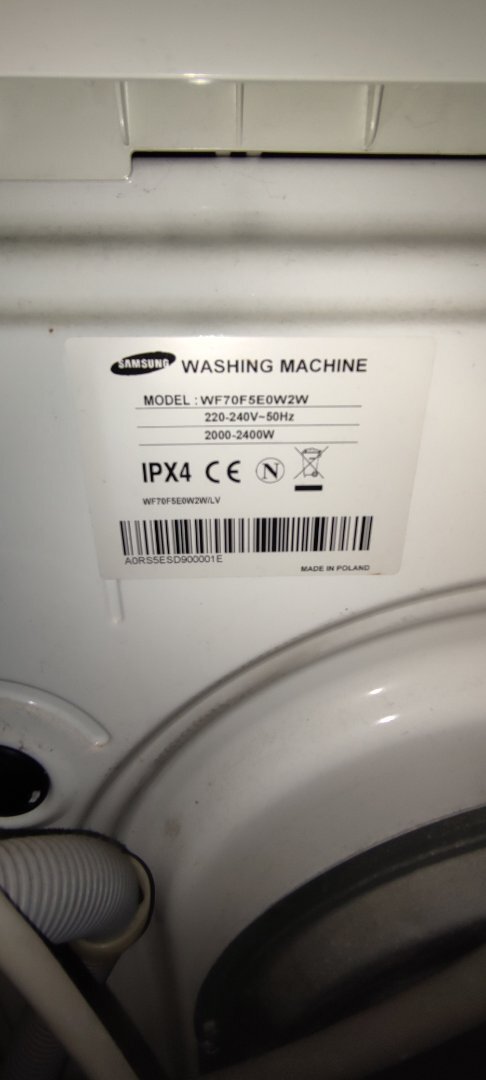 SAMSUNG WASHING MACHINE
MODEL : WF70F5E0W2W
220-240V~50Hz
2000-2400W
IPX4 CE N
WF70F5E0W2W/LV
A0RS5ESD900001E
MADE IN POLAND